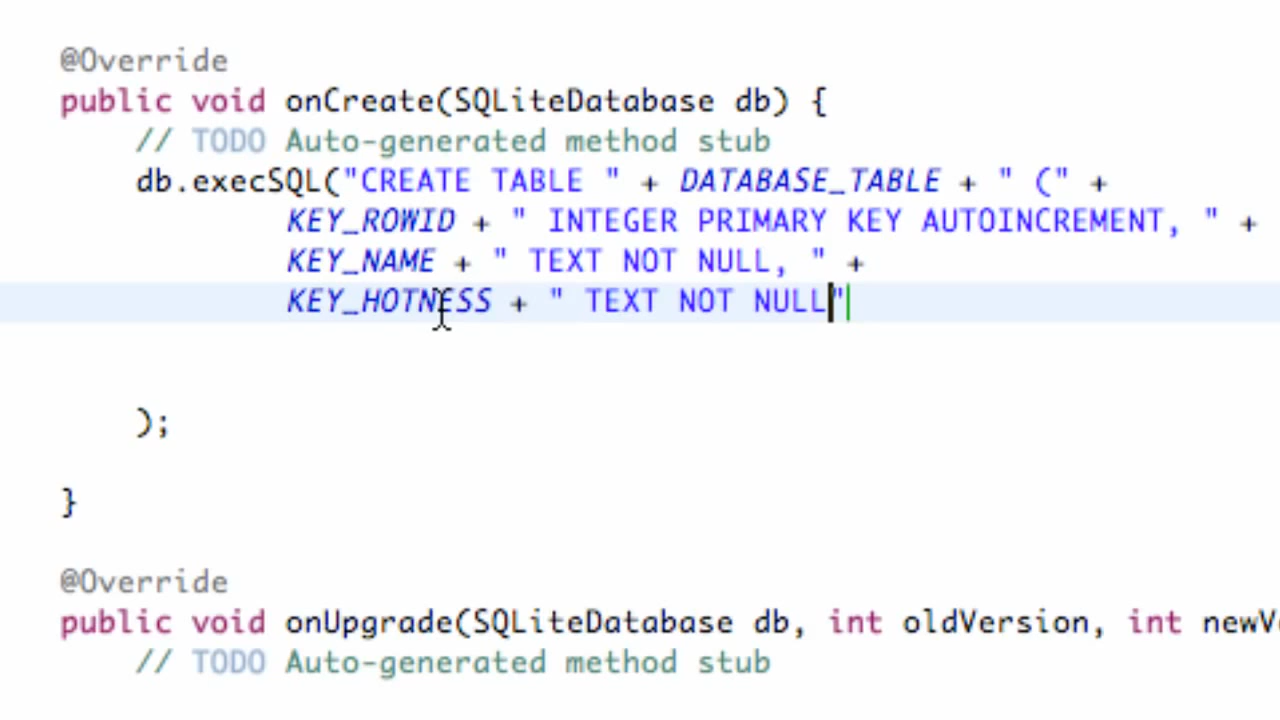 @Override
public void onCreate(SQLiteDatabase db) {
// TODO Auto-generated method stub
db.execSQL("CREATE TABLE " + DATABASE_TABLE + " (" +
KEY_ROWID + " INTEGER PRIMARY KEY AUTOINCREMENT, " +
KEY_NAME + " TEXT NOT NULL, " +
KEY_HOTNESS + " TEXT NOT NULL"
);
}
@Override
public void onUpgrade(SQLiteDatabase db, int oldVersion, int newV
// TODO Auto-generated method stub